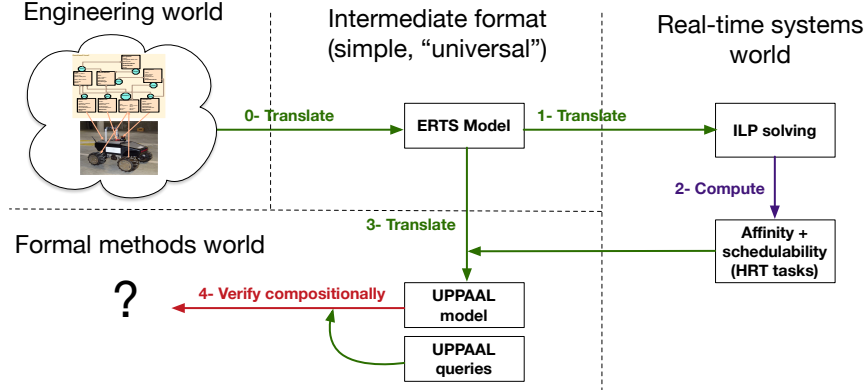 Engineering world
Intermediate format
(simple, “universal”)
Real-time systems
world
0- Translate
ERTS Model
1- Translate
ILP solving
2- Compute
3- Translate
Affinity +
schedulability
(HRT tasks)
Formal methods world
?
4- Verify compositionally
UPPAAL
model
UPPAAL
queries